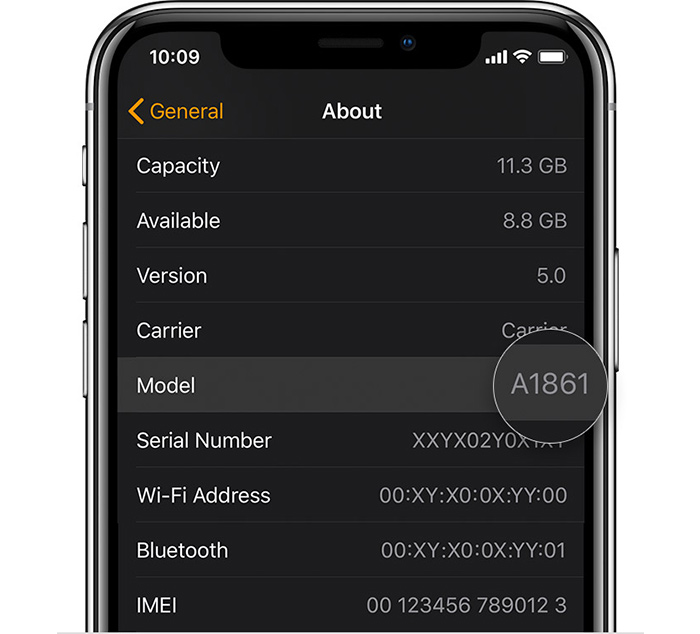 10:09
General About
Capacity 11.3 GB
Available 8.8 GB
Version 5.0
Carrier Carrier
Model A1861
Serial Number
Wi-Fi Address 00:XY:X0:0X:YY:00
Bluetooth 00:XY:X0:0X:YY:01
IMEI 00 123456 789012 3